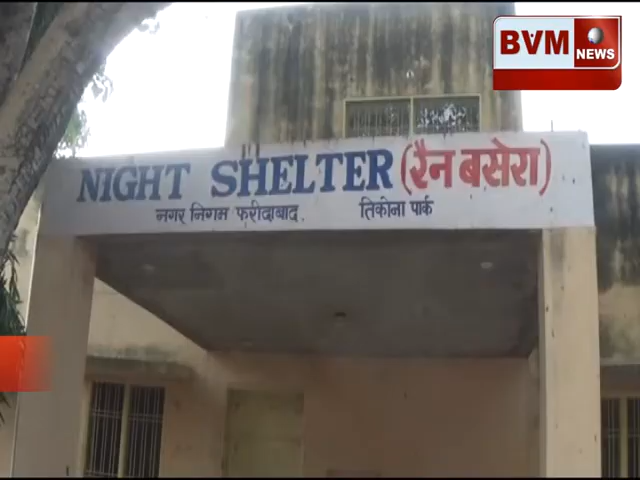 BVM NEWS
NIGHT SHELTER (रैन बसेरा)
नगर निगम फरीदाबाद. तिकोना पार्क